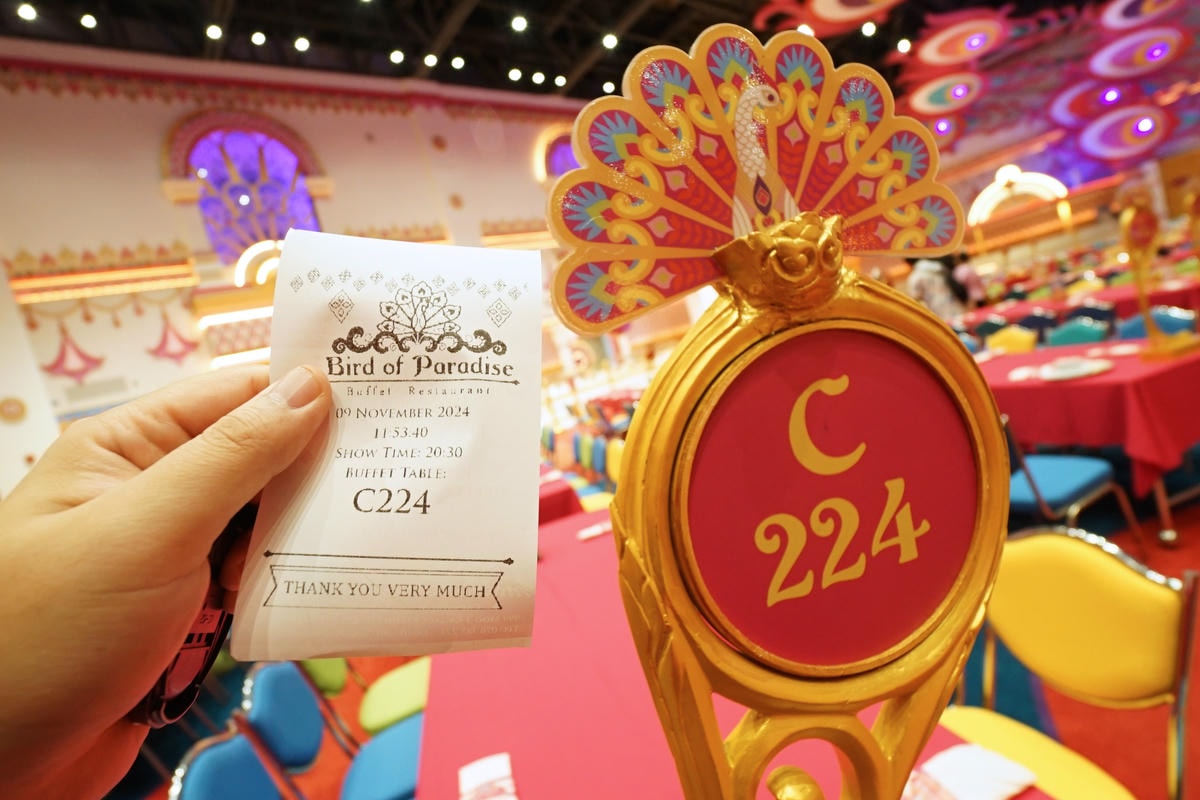 Bird of Paradise
Buffet Restaurant
09 November 2024
11:53:40
Show Time: 20:30
Buffet Table:
C224
THANK YOU VERY MUCH
C
224